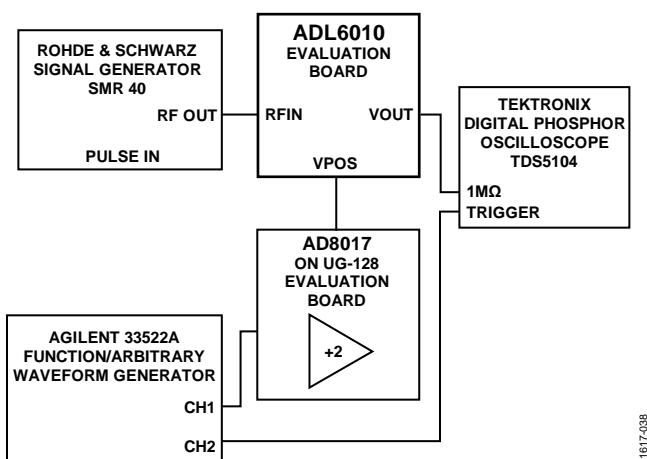 ROHDE & SCHWARZ
SIGNAL GENERATOR
SMR 40
RF OUT
PULSE IN
ADL6010
EVALUATION
BOARD
RFIN
VOUT
VPOS
TEKTRONIX
DIGITAL PHOSPHOR
OSCILLOSCOPE
TDS5104
1MΩ
TRIGGER
AD8017
ON UG-128
EVALUATION
BOARD
+2
AGILENT 33522A
FUNCTION/ARBITRARY
WAVEFORM GENERATOR
CH1
CH2
1617-038